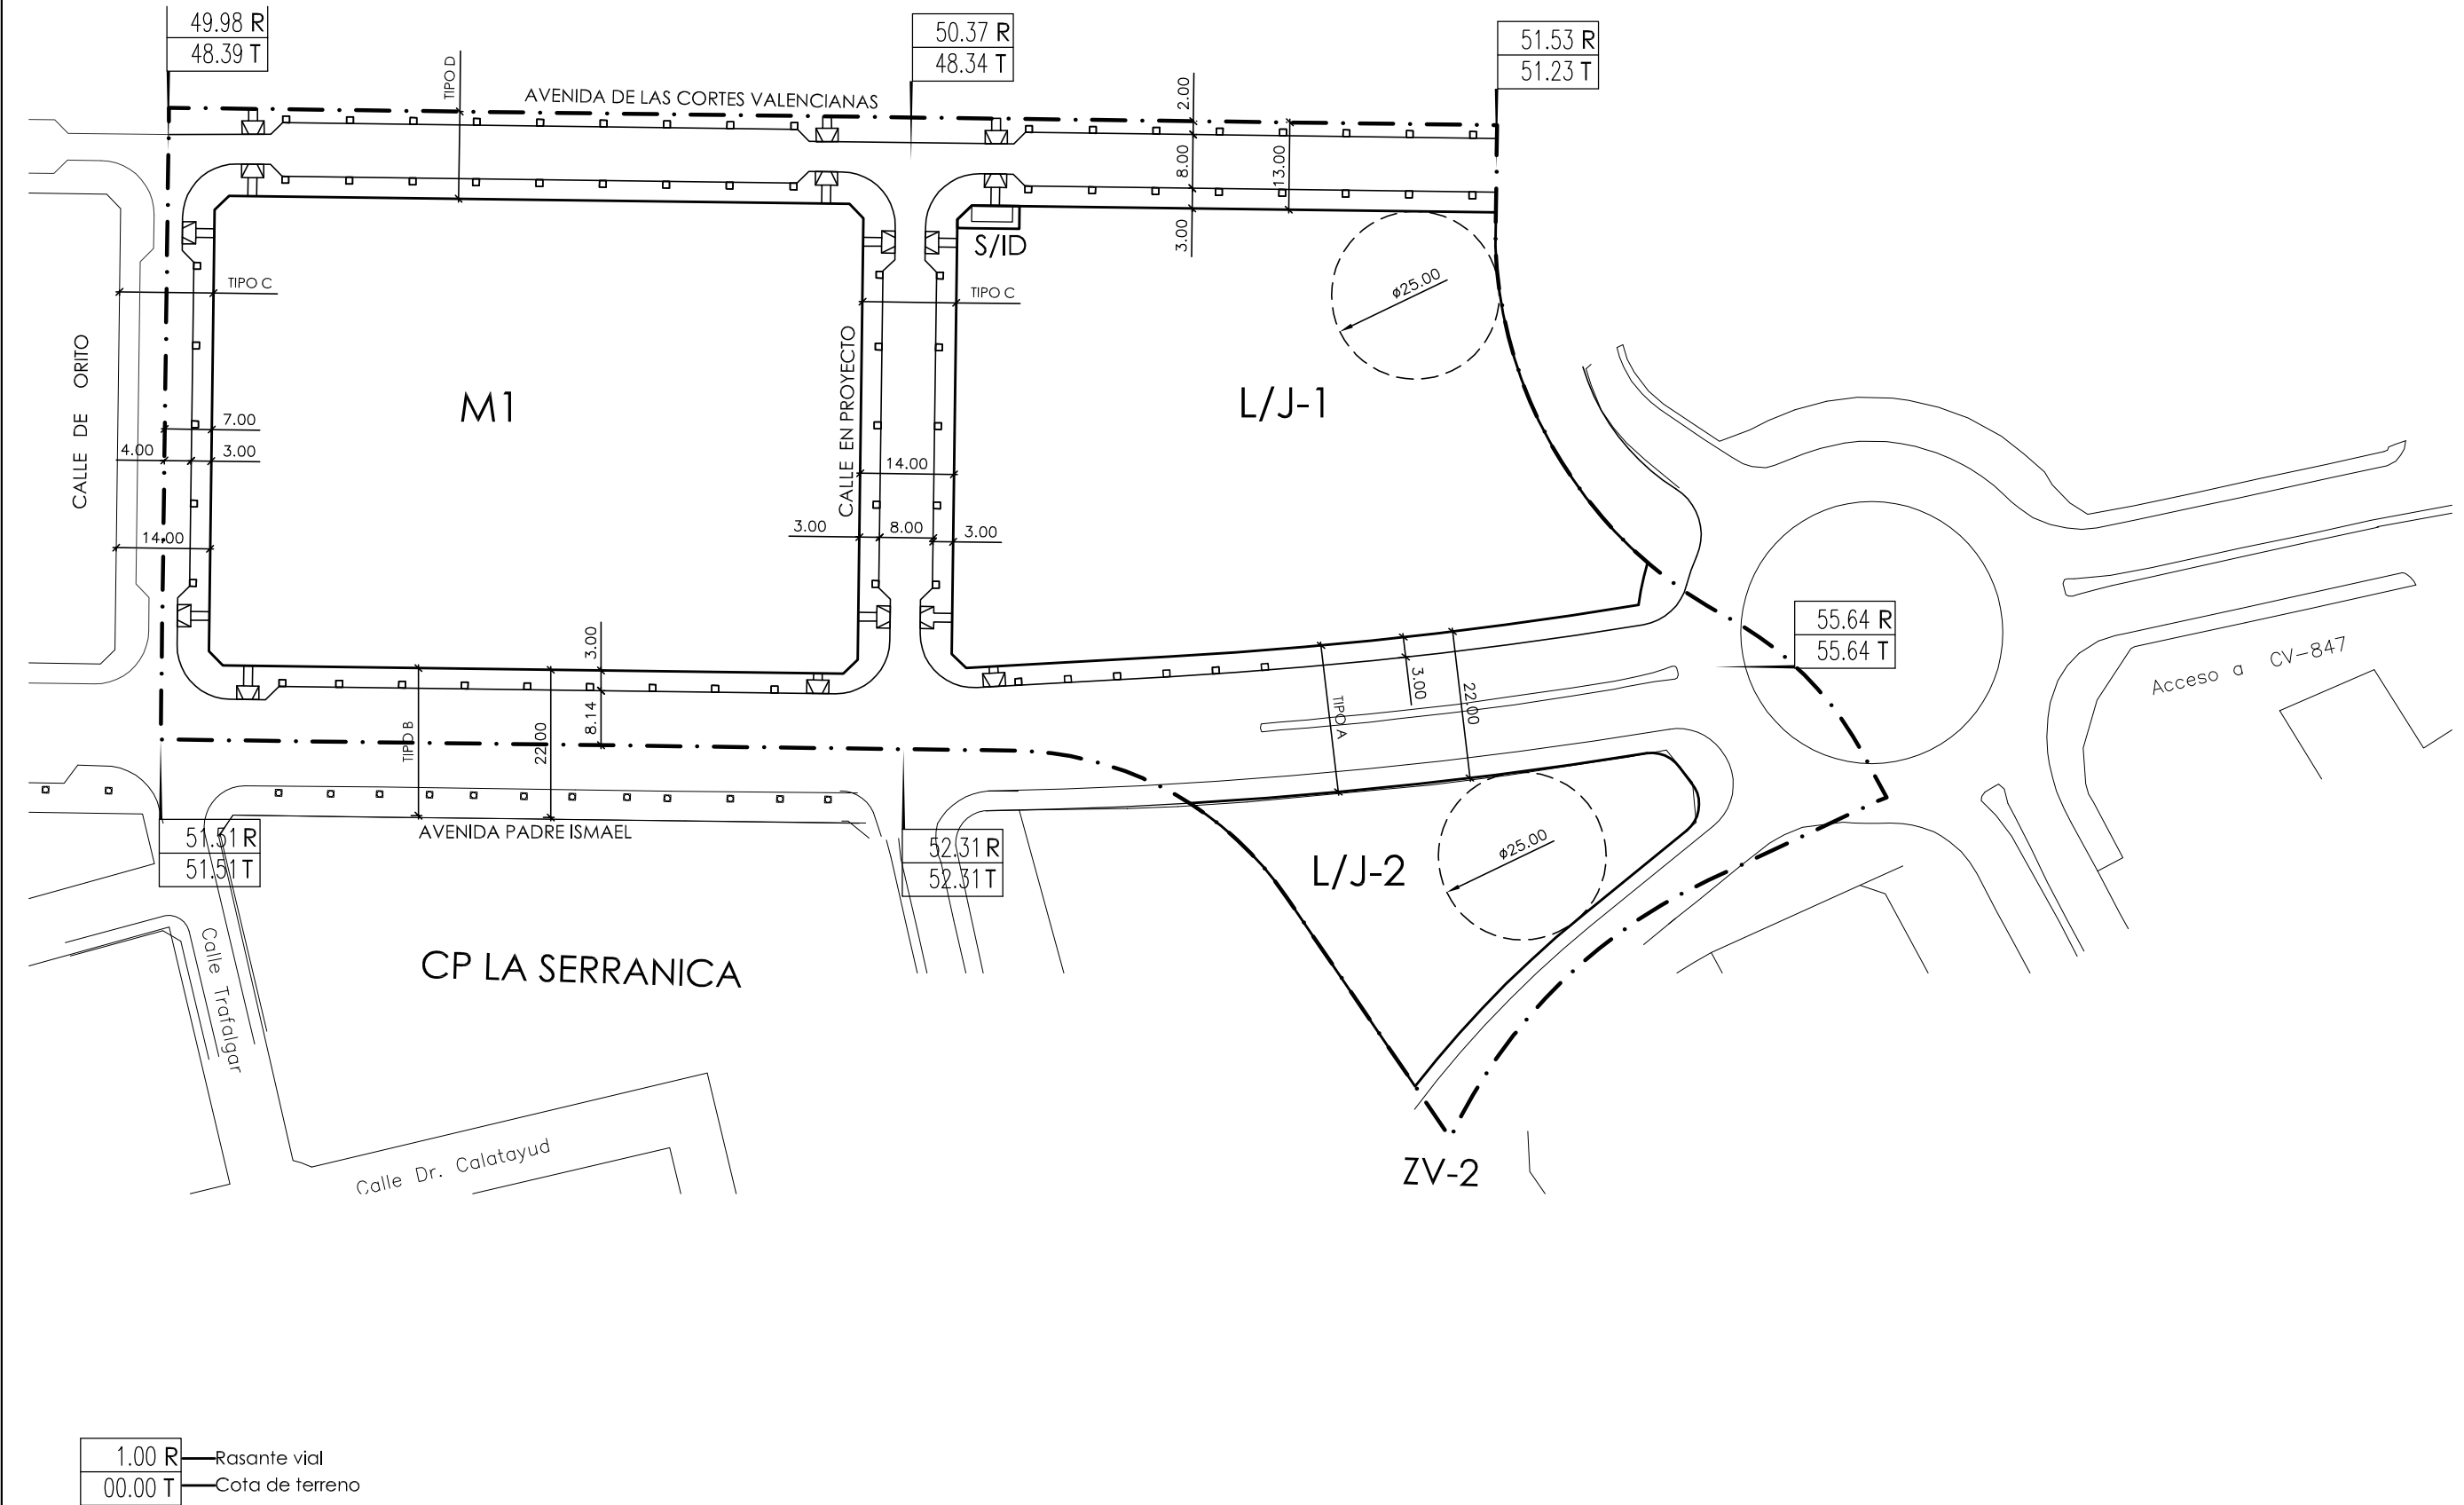 49.98 R
48.39 T
50.37 R
48.34 T
51.53 R
51.23 T
TIPO D
AVENIDA DE LAS CORTES VALENCIANAS
2.00
8.00
13.00
3.00
S/ID
TIPO C
TIPO C
ø25.00
CALLE DE ORITO
CALLE EN PROYECTO
M1
L/J-1
7.00
4.00
3.00
14.00
14.00
3.00
8.00
3.00
3.00
8.14
TIPO B
22.00
TIPO A
3.00
22.00
55.64 R
55.64 T
Acceso a CV-847
51.51 R
51.51 T
AVENIDA PADRE ISMAEL
52.31 R
52.31 T
L/J-2
ø25.00
Calle Trafalgar
CP LA SERRANICA
Calle Dr. Calatayud
ZV-2
1.00 R
Rasante vial
00.00 T
Cota de terreno